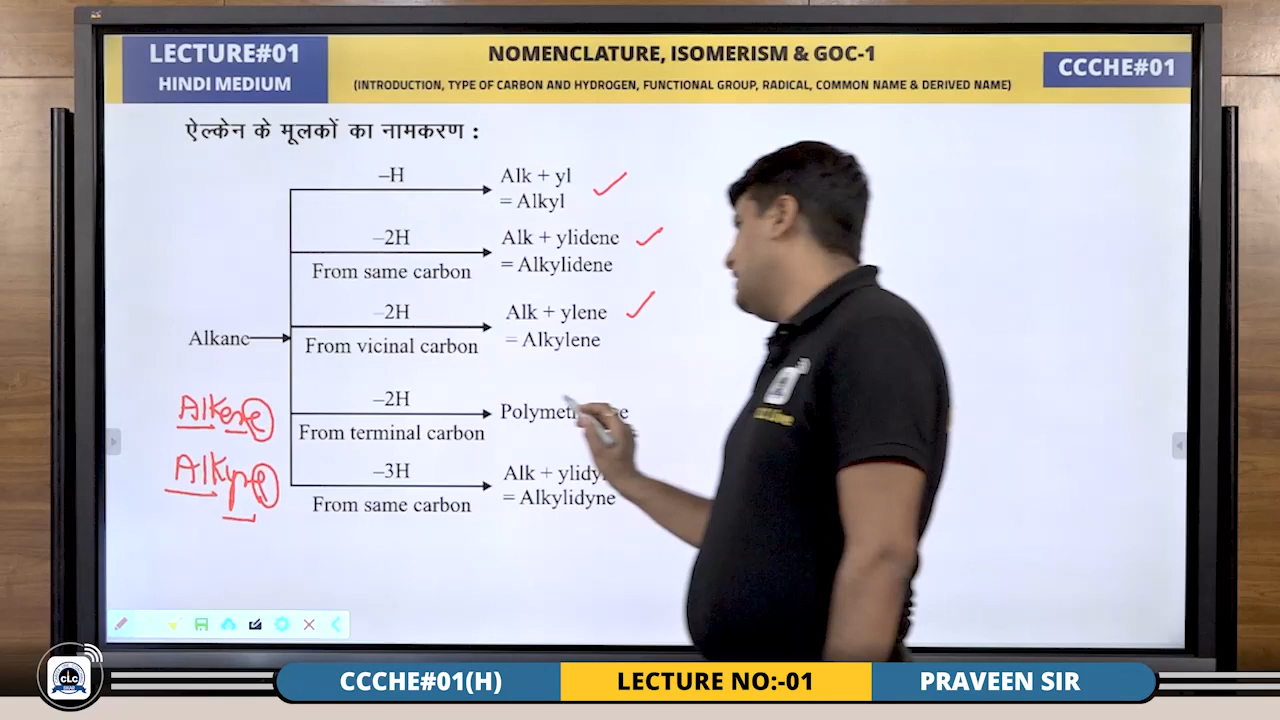 LECTURE#01
HINDI MEDIUM
NOMENCLATURE, ISOMERISM & GOC-1
(INTRODUCTION, TYPE OF CARBON AND HYDROGEN, FUNCTIONAL GROUP, RADICAL, COMMON NAME & DERIVED NAME)
CCCHE#01
ऐल्केन के मूलकों का नामकरण :
–H
Alk + yl
= Alkyl
–2H
From same carbon
Alk + ylidene
= Alkylidene
–2H
From vicinal carbon
Alk + ylene
= Alkylene
Alkane
–2H
From terminal carbon
–3H
From same carbon
Alk +
= Alkylidyne
Alkene
Alkyne
CLC
CCCHE#01(H)
LECTURE NO:-01
PRAVEEN SIR